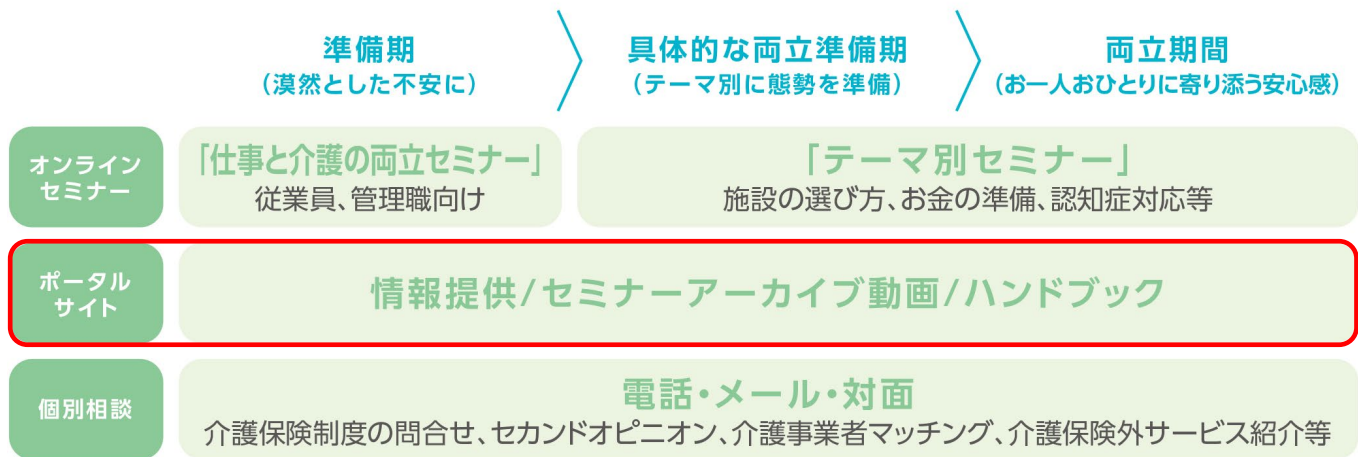 準備期
(漠然とした不安に)
具体的な両立準備期
(テーマ別に態勢を準備)
両立期間
(お一人おひとりに寄り添う安心感)
オンライン
セミナー
「仕事と介護の両立セミナー」
従業員、管理職向け
「テーマ別セミナー」
施設の選び方、お金の準備、認知症対応等
ポータル
サイト
情報提供/セミナーアーカイブ動画/ハンドブック
個別相談
電話・メール・対面
介護保険制度の問合せ、セカンドオピニオン、介護事業者マッチング、介護保険外サービス紹介等